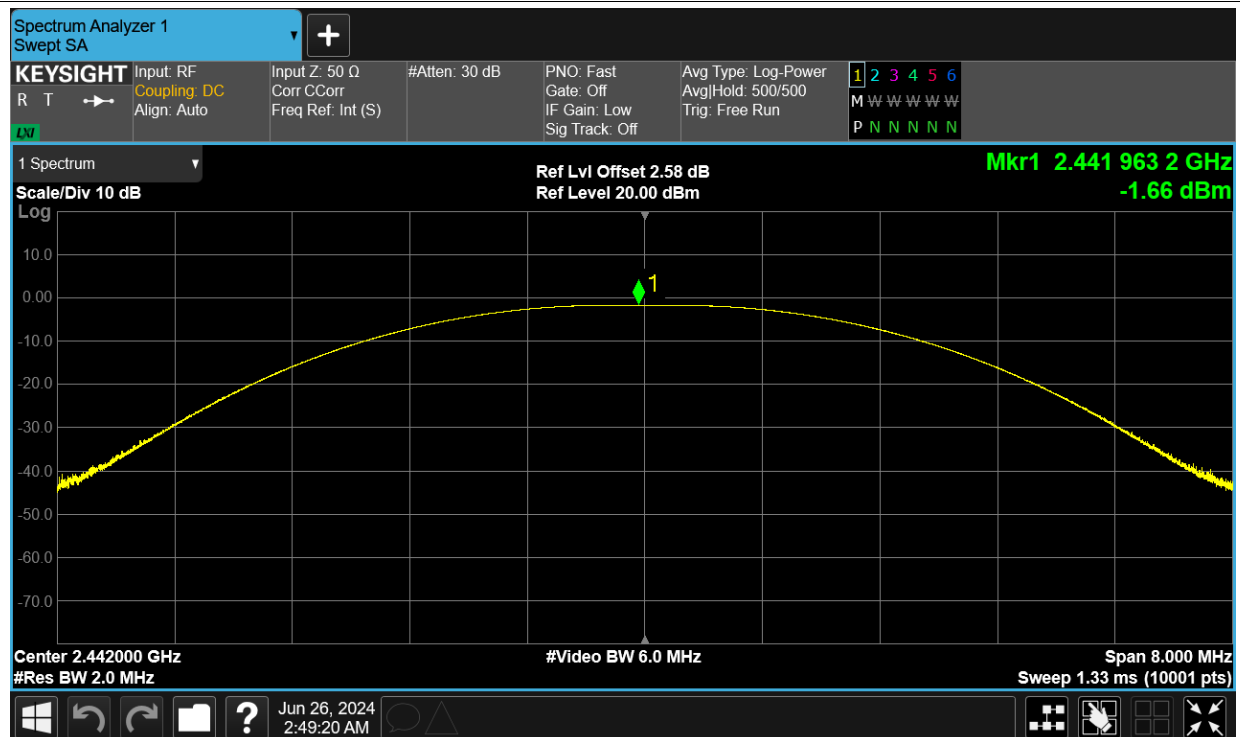 Spectrum Analyzer 1
Swept SA
+
KEYSIGHT
R T
LXI
Input: RF
Coupling: DC
Align: Auto
Input Z: 50 Ω
Corr CCorr
Freq Ref: Int (S)
#Atten: 30 dB
PNO: Fast
Gate: Off
IF Gain: Low
Sig Track: Off
Avg Type: Log-Power
Avg|Hold: 500/500
Trig: Free Run
1 2 3 4 5 6
M W W W W W
P N N N N N
1 Spectrum
Scale/Div 10 dB
Log
Ref Lvl Offset 2.58 dB
Ref Level 20.00 dBm
Mkr1 2.441 963 2 GHz
-1.66 dBm
10.0
0.00
-10.0
-20.0
-30.0
-40.0
-50.0
-60.0
-70.0
1
Center 2.442000 GHz
#Res BW 2.0 MHz
#Video BW 6.0 MHz
Span 8.000 MHz
Sweep 1.33 ms (10001 pts)
?
Jun 26, 2024
2:49:20 AM